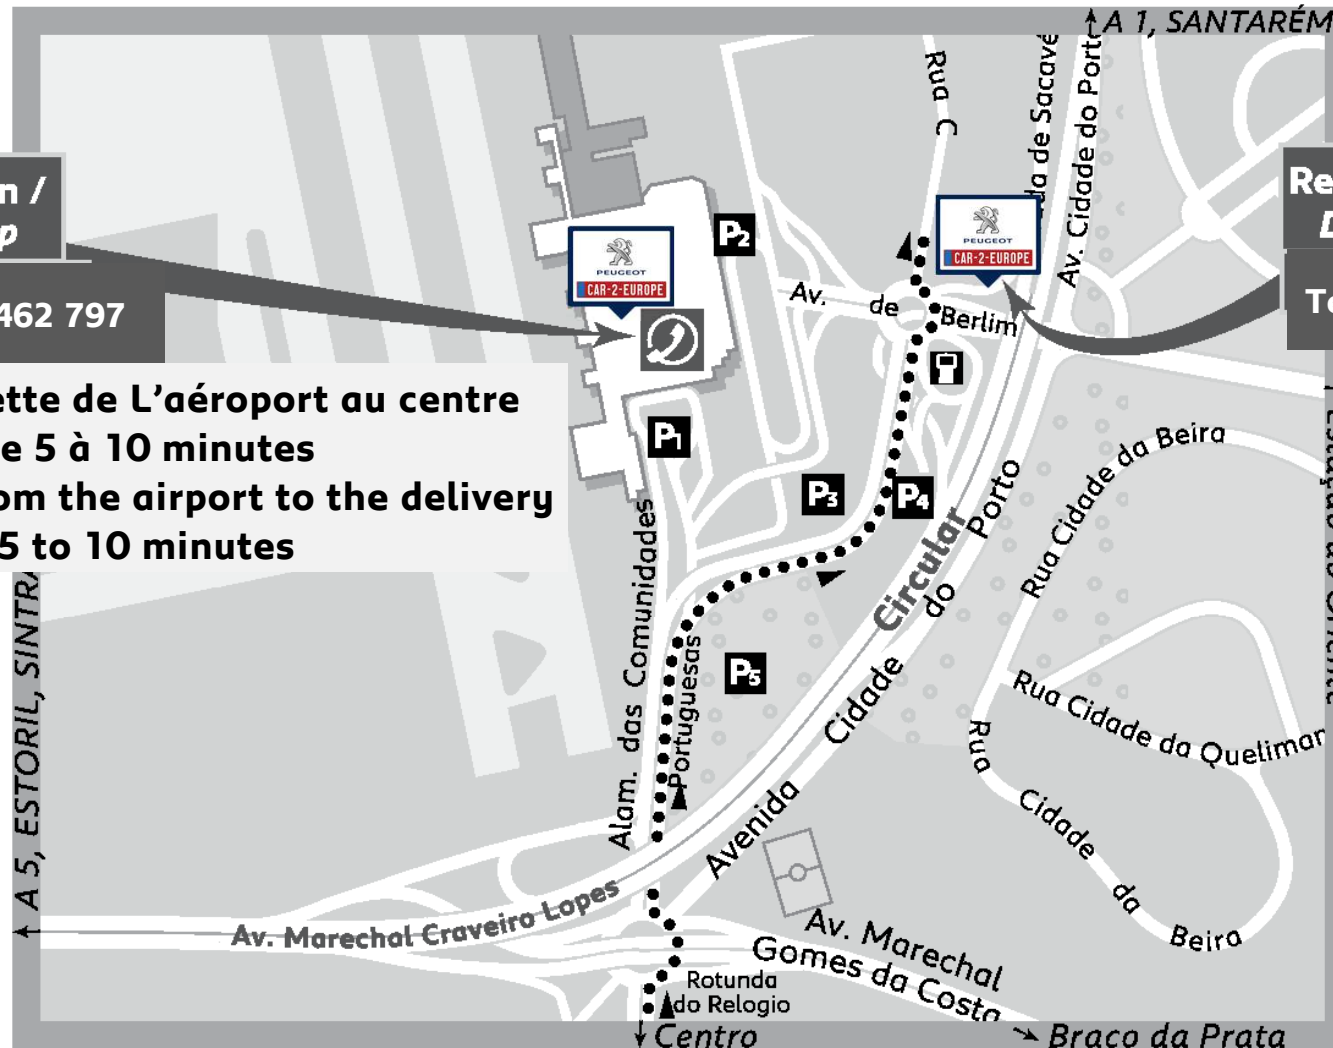 A 1, SANTARÉM
n /
p
462 797
ette de L'aéroport au centre
e 5 à 10 minutes
om the airport to the delivery
5 to 10 minutes
PEUGEOT
CAR-2-EUROPE
P2
P1
P3
P4
P5
Rua C
da de Sacavé
Av. Cidade do Porto
PEUGEOT
CAR-2-EUROPE
Re
Te
Av. de Berlim
Rua Cidade da Beira
Circular
Alam. das Comunidades
Portuguesas
Avenida Cidade do Porto
Rua Cidade da Queliman
Rua Cidade da Beira
A 5, ESTORIL, SINTRA
Av. Marechal Craveiro Lopes
Av. Marechal
Gomes da Costa
Rotunda
do Relogio
Centro
Braco da Prata